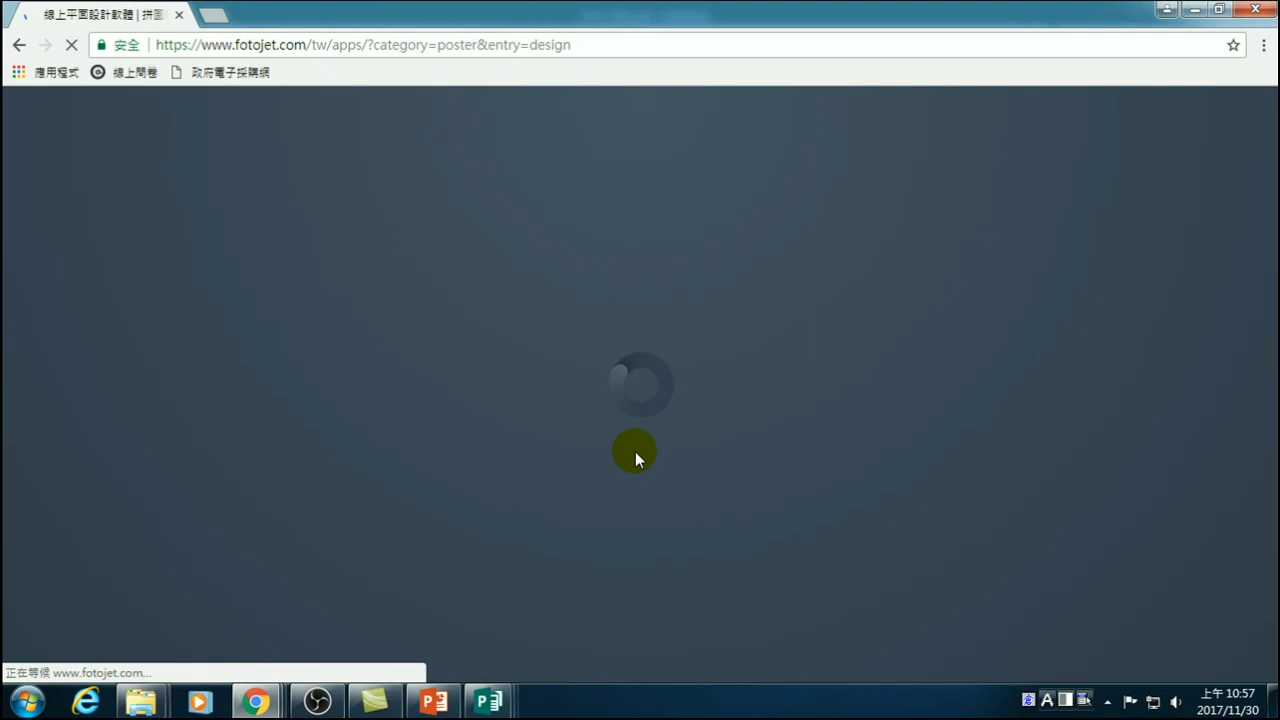 線上平面設計軟體 | 拼圖
安全
https://www.fotojet.com/tw/apps/?category=poster&entry=design
應用程式
線上問卷
政府電子採購網
正在等候 www.fotojet.com...
A
上午 10:57
2017/11/30